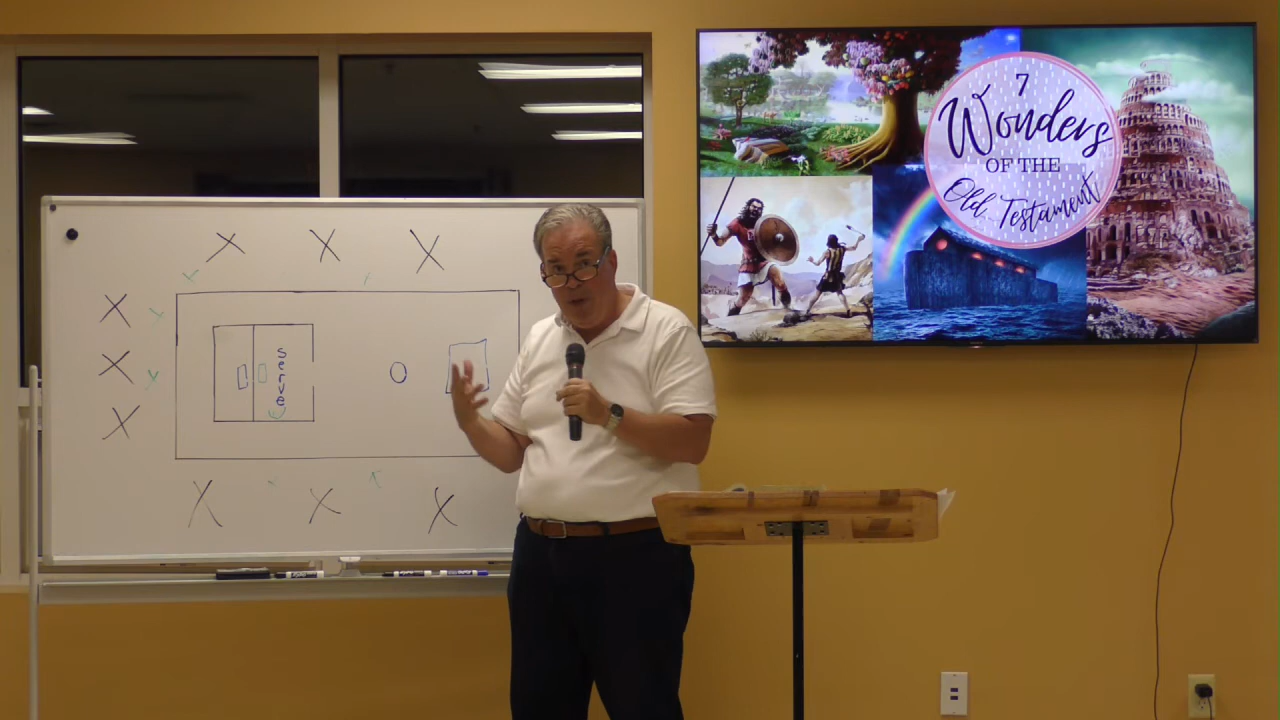 7
Wonders
OF THE
Old Testament
X X X
X
X
X
Serve
X X X